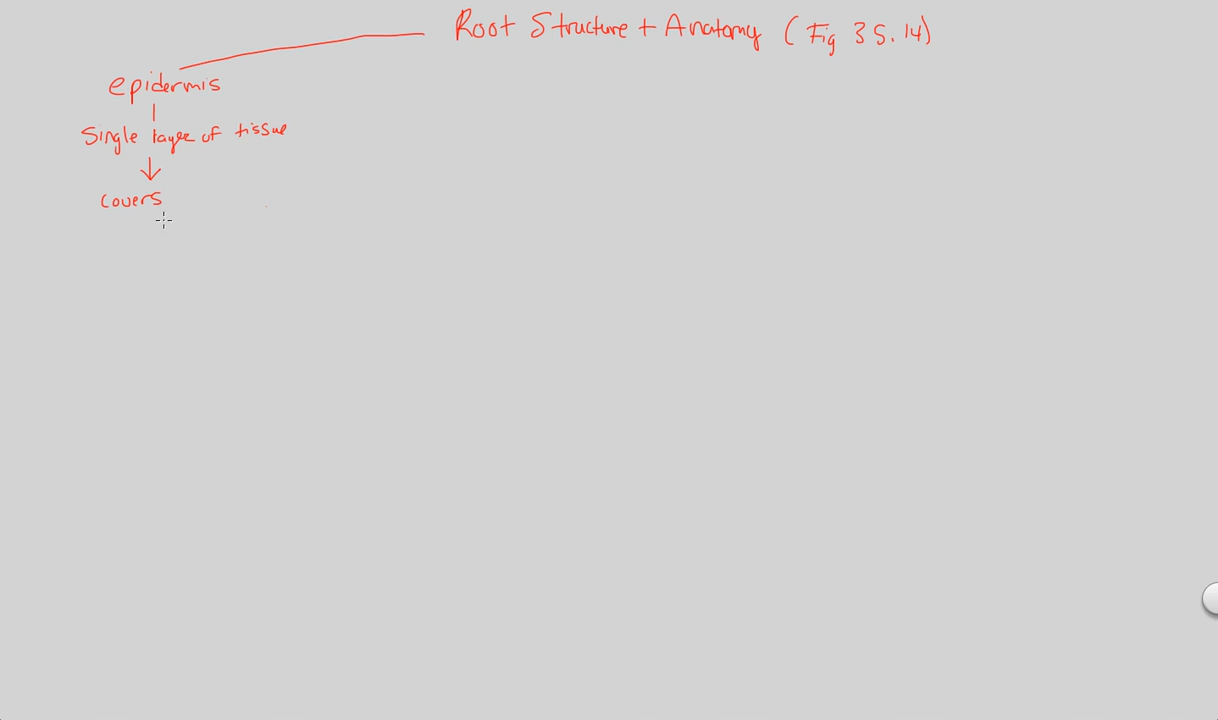 Root Structure + Anatomy (Fig 35.14)
epidermis
Single layer of tissue
covers